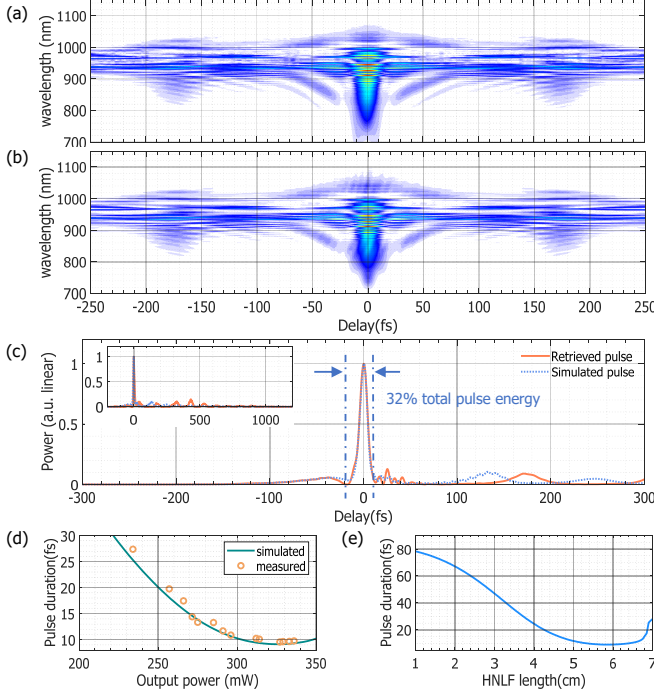 (a)
wavelength (nm)
1100
1000
900
800
700
(b)
wavelength (nm)
1100
1000
900
800
700
-250 -200 -150 -100 -50 0 50 100 150 200 250
Delay(fs)
(c)
Power (a.u. linear)
1
0.5
0
1
0.5
0
0 500 1000
Retrieved pulse
Simulated pulse
32% total pulse energy
-300 -200 -100 0 100 200 300
Delay(fs)
(d)
Pulse duration(fs)
30
25
20
15
10
simulated
measured
200 250 300 350
Output power (mW)
(e)
Pulse duration(fs)
80
60
40
20
1 2 3 4 5 6 7
HNLF length(cm)